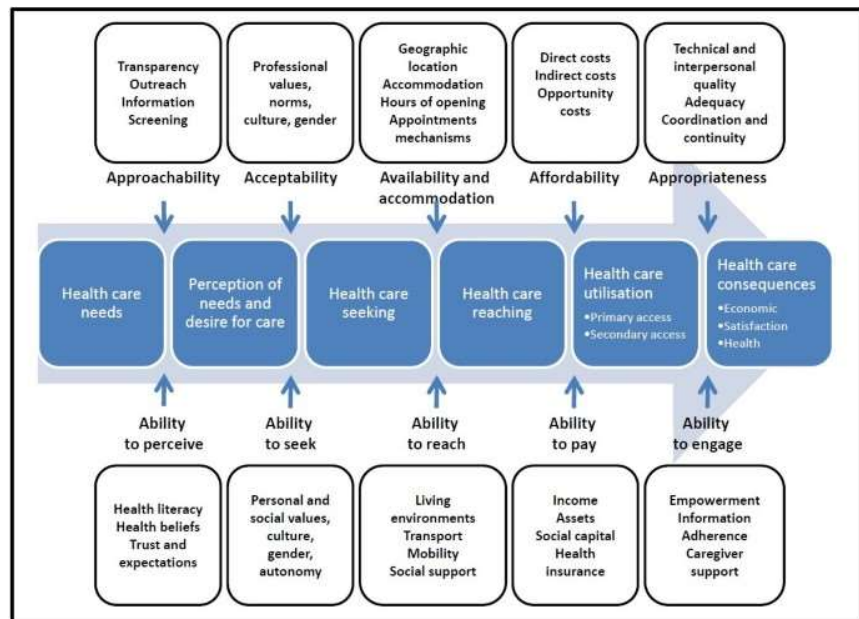 Transparency
Outreach
Information
Screening
Professional
values,
norms,
culture, gender
Geographic
location
Accommodation
Hours of opening
Appointments
mechanisms
Direct costs
Indirect costs
Opportunity
costs
Technical and
interpersonal
quality
Adequacy
Coordination and
continuity
Approachability
Acceptability
Availability and
accommodation
Affordability
Appropriateness
Health care
needs
Perception of
needs and
desire for care
Health care
seeking
Health care
reaching
Health care
utilisation
•Primary access
•Secondary access
Health care
consequences
•Economic
•Satisfaction
•Health
Ability
to perceive
Ability
to seek
Ability
to reach
Ability
to pay
Ability
to engage
Health literacy
Health beliefs
Trust and
expectations
Personal and
social values,
culture,
gender,
autonomy
Living
environments
Transport
Mobility
Social support
Income
Assets
Social capital
Health
insurance
Empowerment
Information
Adherence
Caregiver
support